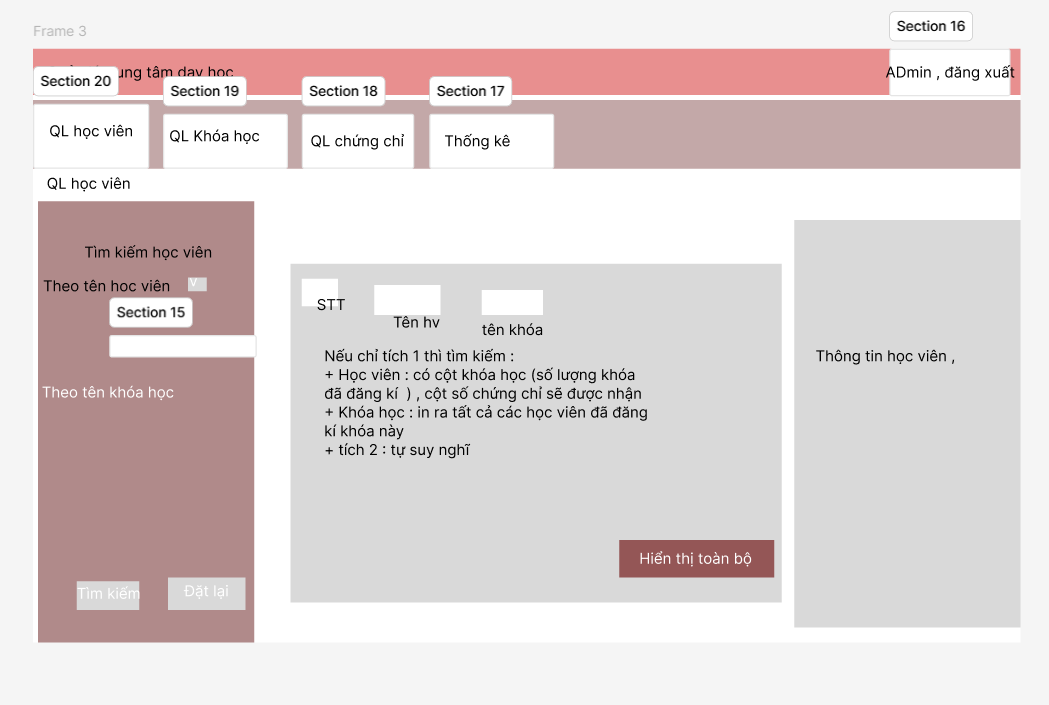 Frame 3
Section 16
tâm dạy học
ADmin , đăng xuất
Section 20
Section 19
Section 18
Section 17
QL học viên
QL Khóa học
QL chứng chỉ
Thống kê
QL học viên
Tìm kiếm học viên
Theo tên hoc viên
V
Section 15
Theo tên khóa học
Tìm kiếm
Đặt lại
STT
Tên hv
tên khóa
Nếu chỉ tích 1 thì tìm kiếm :
+ Học viên : có cột khóa học (số lượng khóa
đã đăng kí  ) , cột số chứng chỉ sẽ được nhận
+ Khóa học : in ra tất cả các học viên đã đăng
kí khóa này
+ tích 2 : tự suy nghĩ
Hiển thị toàn bộ
Thông tin học viên ,